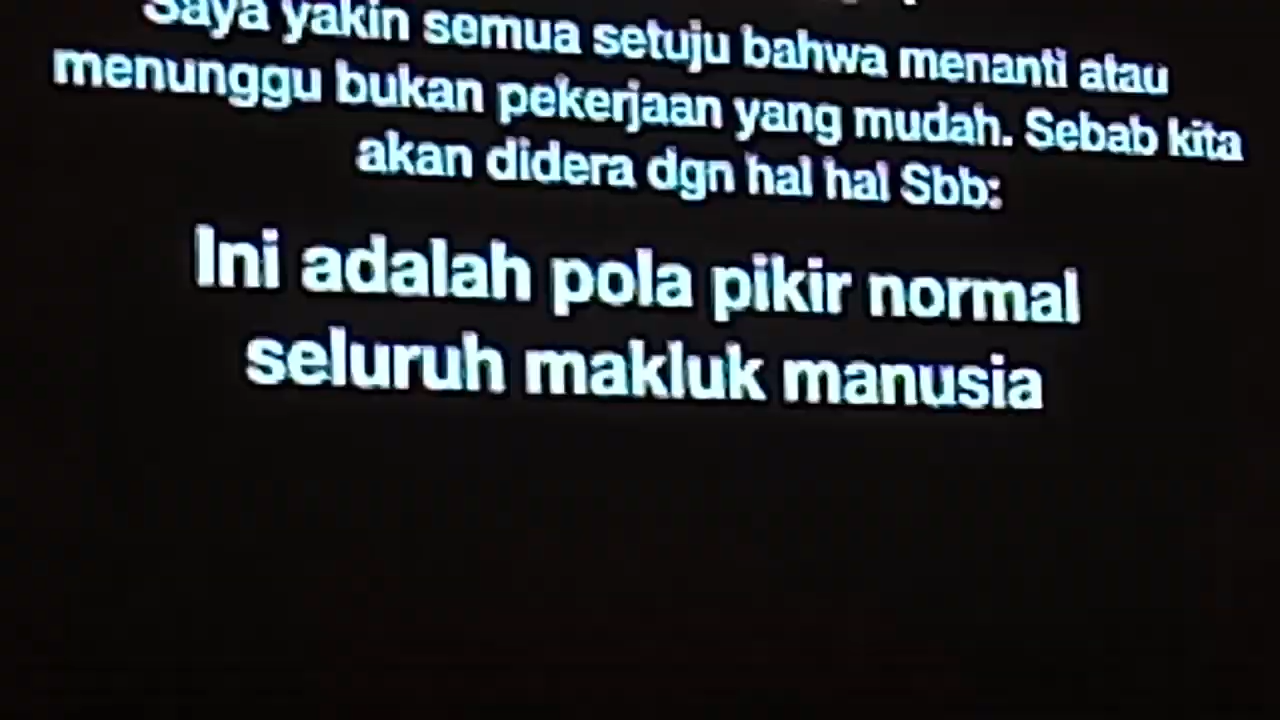 Saya yakin semua setuju bahwa menanti atau
menunggu bukan pekerjaan yang mudah. Sebab kita
akan didera dgn hal hal Sbb:
Ini adalah pola pikir normal
seluruh makluk manusia